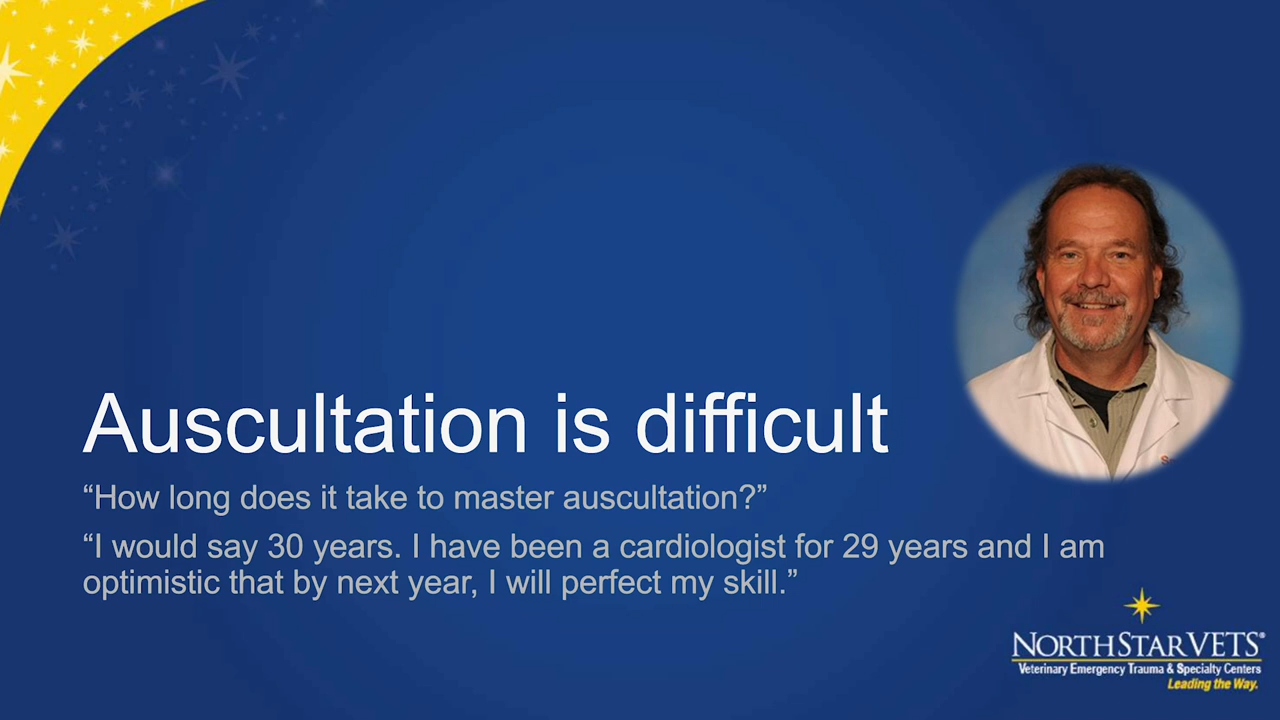 Auscultation is difficult
“How long does it take to master auscultation?”
“I would say 30 years. I have been a cardiologist for 29 years and I am
optimistic that by next year, I will perfect my skill.”
NORTHSTAR VETS®
Veterinary Emergency Trauma & Specialty Centers
Leading the Way.